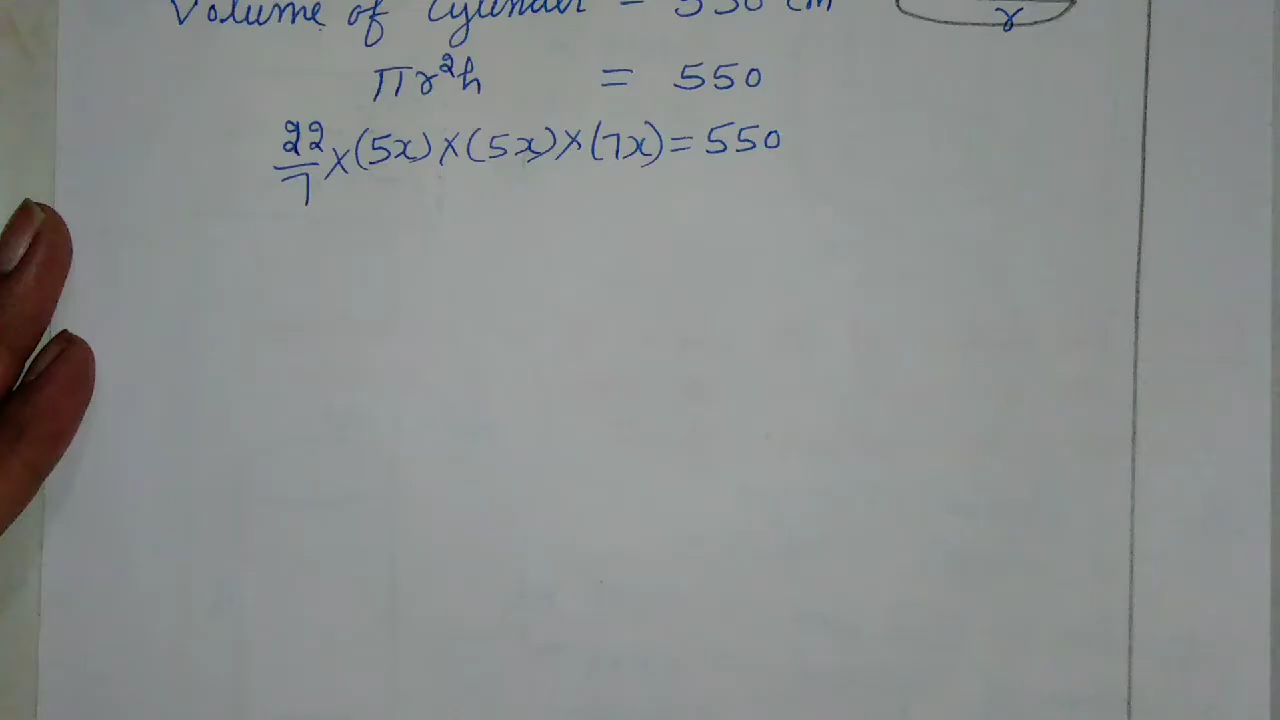 Volume of Cylinder = 550 cm
r
πr²h = 550
22/7 × (5x) × (5x) × (7x) = 550